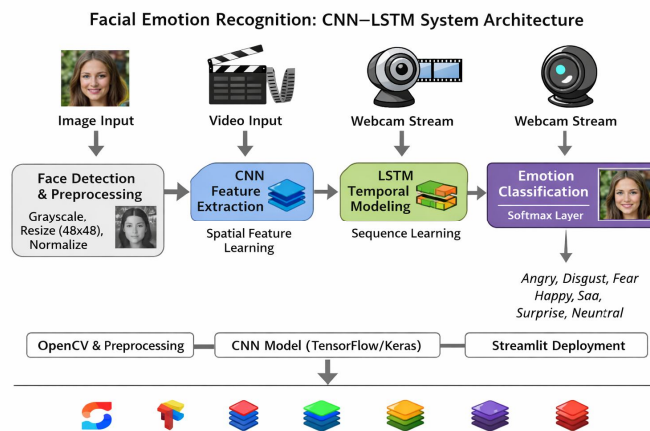 Facial Emotion Recognition: CNN–LSTM System Architecture
Image Input
Video Input
Webcam Stream
Webcam Stream
Face Detection
& Preprocessing
Grayscale,
Resize (48x48),
Normalize
CNN
Feature
Extraction
Spatial Feature
Learning
LSTM
Temporal
Modeling
Sequence Learning
Emotion
Classification
Softmax Layer
Angry, Disgust, Fear
Happy, Saa,
Surprise, Neuntral
OpenCV & Preprocessing
CNN Model (TensorFlow/Keras)
Streamlit Deployment